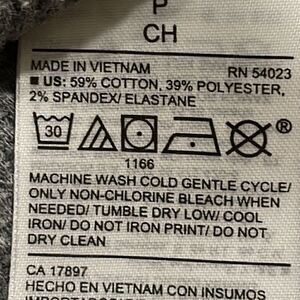 P
CH
MADE IN VIETNAM RN 54023
■ US: 59% COTTON, 39% POLYESTER,
2% SPANDEX/ ELASTANE
30
®
1166
MACHINE WASH COLD GENTLE CYCLE/
ONLY NON-CHLORINE BLEACH WHEN
NEEDED/ TUMBLE DRY LOW/ COOL
IRON/ DO NOT IRON PRINT/ DO NOT
DRY CLEAN
CA 17897
HECHO EN VIETNAM CON INSUMOS